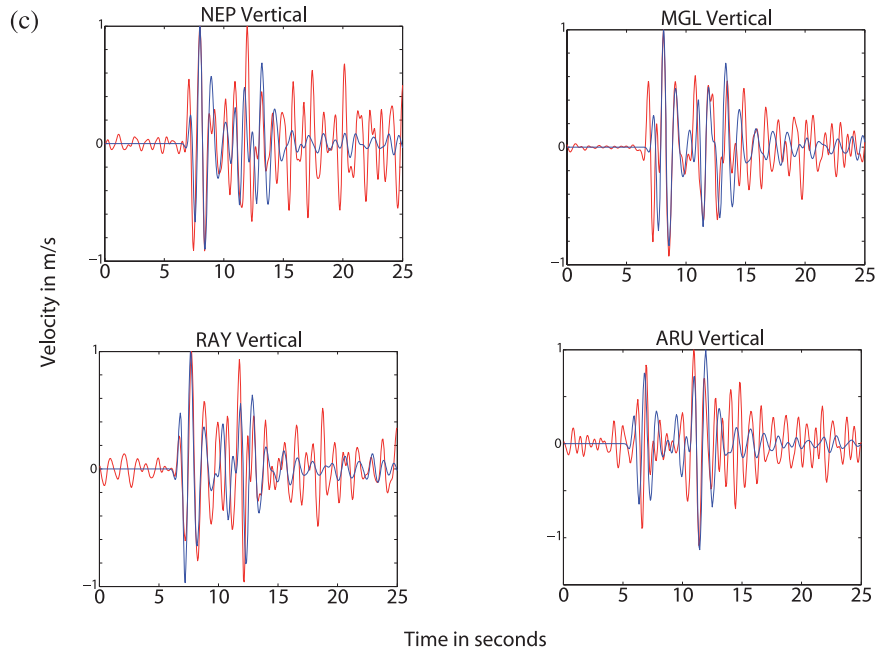 (c)
NEP Vertical
MGL Vertical
1
0
−1
0 5 10 15 20 25
1
0
−1
0 5 10 15 20 25
Velocity in m/s
RAY Vertical
ARU Vertical
1
0
−1
0 5 10 15 20 25
1
0
−1
0 5 10 15 20 25
Time in seconds